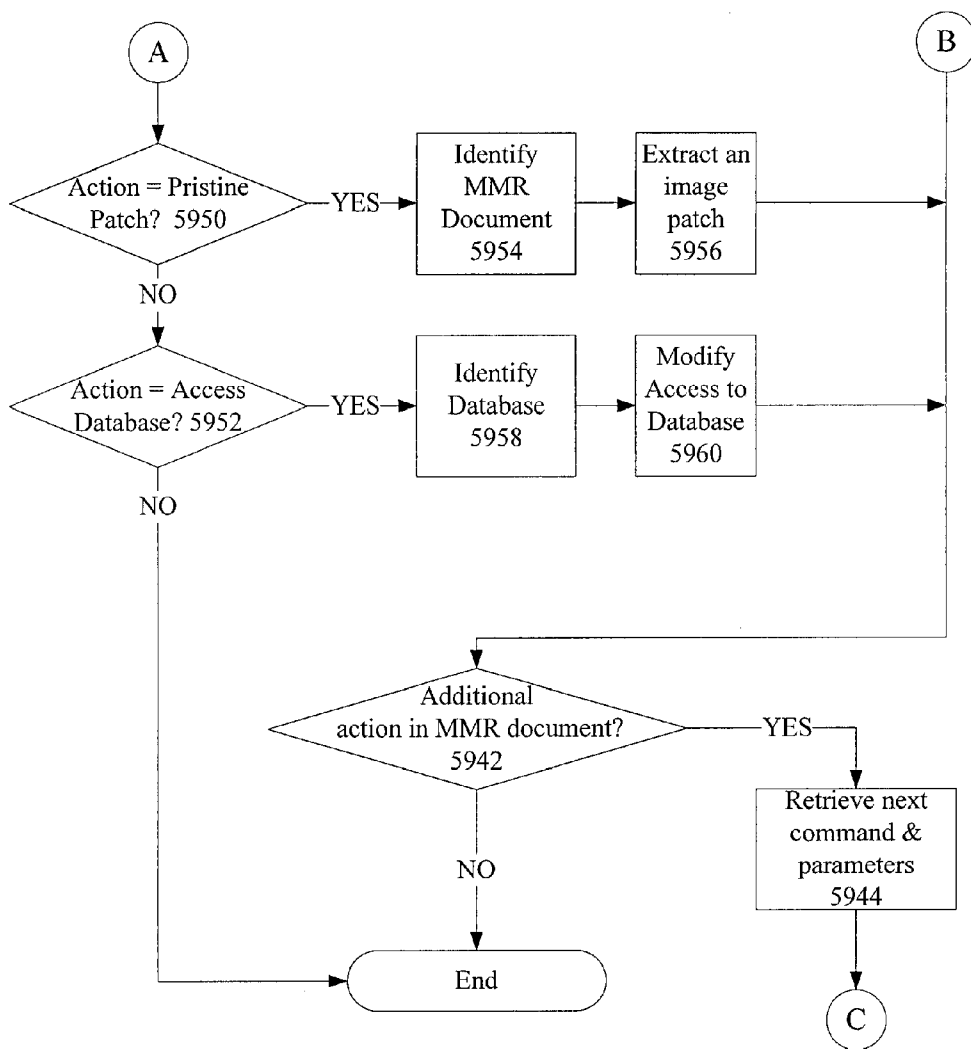 A
B
Action = Pristine
Patch? 5950
YES
Identify
MMR
Document
5954
Extract an
image
patch
5956
NO
Action = Access
Database? 5952
YES
Identify
Database
5958
Modify
Access to
Database
5960
NO
Additional
action in MMR document?
5942
YES
Retrieve next
command &
parameters
5944
NO
End
C